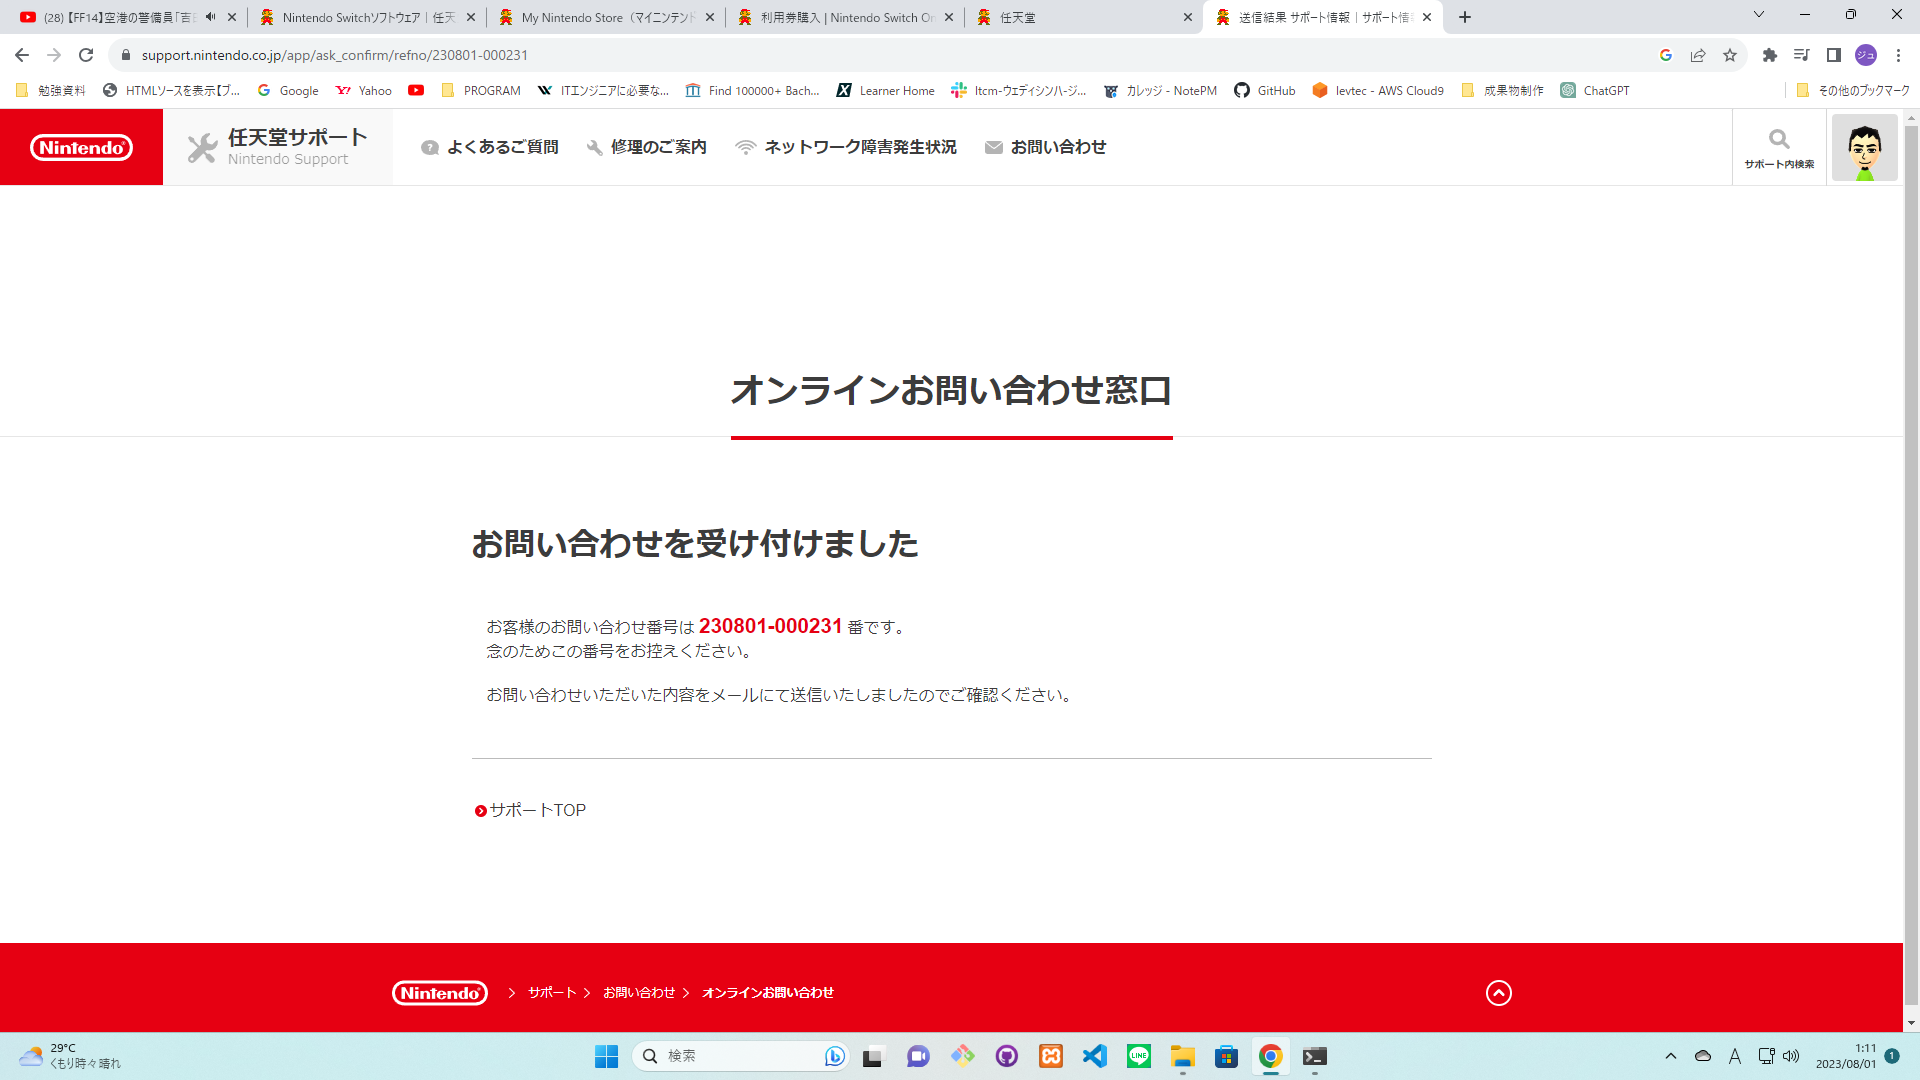 (28) 【FF14】空港の警備員「吉田
Nintendo Switchソフトウェア｜任天
My Nintendo Store（マイニンテンド
利用券購入 | Nintendo Switch On
任天堂
送信結果 サポート情報｜サポート情報
support.nintendo.co.jp/app/ask_confirm/refno/230801-000231
ジュ
勉強資料
HTMLソースを表示【ブ...
Google
Yahoo
PROGRAM
ITエンジニアに必要な...
Find 100000+ Bach...
Learner Home
ltcm-ウェディングパージ...
カレッジ - NotePM
GitHub
levtec - AWS Cloud9
成果物制作
ChatGPT
その他のブックマーク
Nintendo
任天堂サポート
Nintendo Support
よくあるご質問
修理のご案内
ネットワーク障害発生状況
お問い合わせ
サポート内検索
オンラインお問い合わせ窓口
お問い合わせを受け付けました
お客様のお問い合わせ番号は 230801-000231 番です。
念のためこの番号をお控えください。
お問い合わせいただいた内容をメールにて送信いたしましたのでご確認ください。
サポートTOP
Nintendo
サポート
お問い合わせ
オンラインお問い合わせ
29°C
くもり時々晴れ
検索
LINE
A
1:11
2023/08/01
1